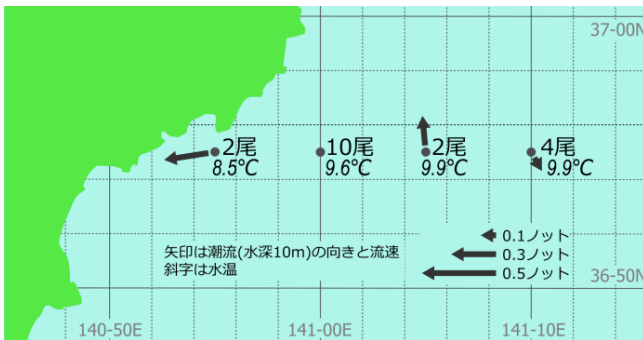 37-00N
2尾
8.5℃
10尾
9.6℃
2尾
9.9℃
4尾
9.9℃
矢印は潮流(水深10m)の向きと流速
斜字は水温
0.1ノット
0.3ノット
0.5ノット
36-50N
140-50E
141-00E
141-10E